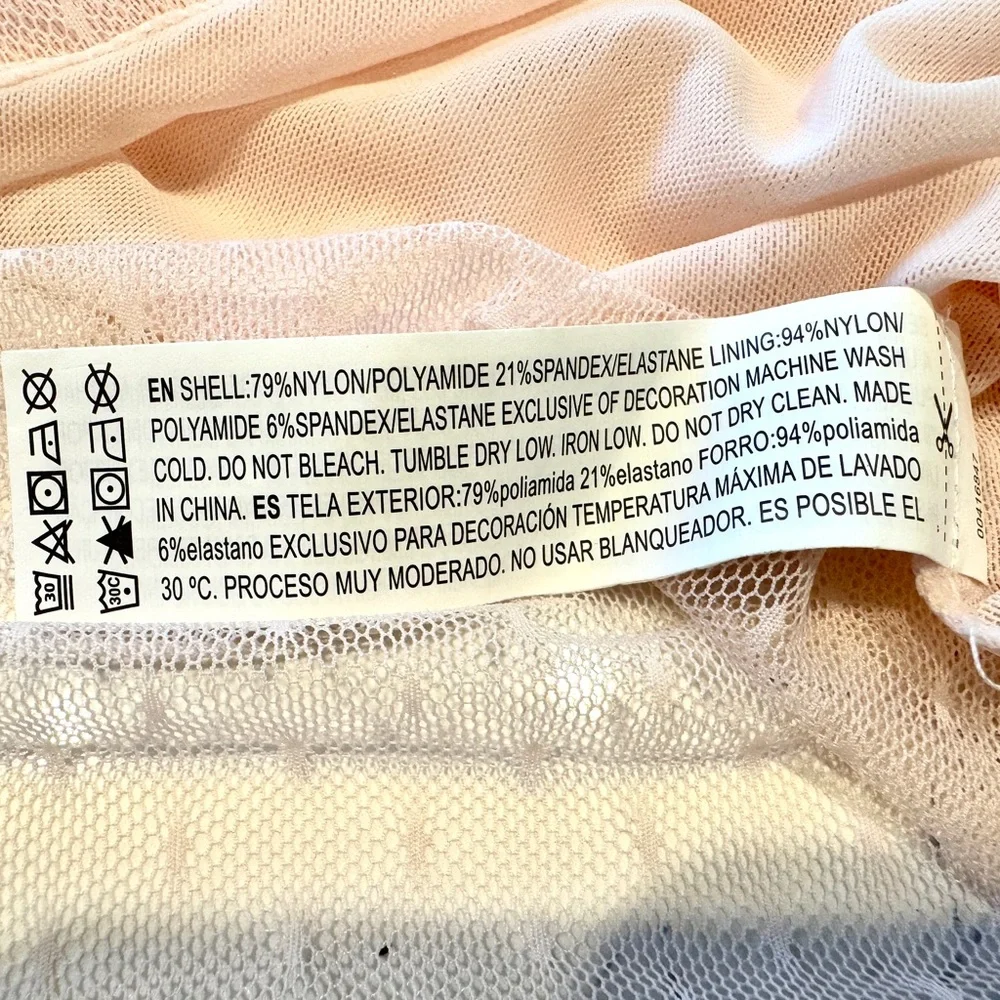 EN SHELL:79%NYLON/POLYAMIDE 21%SPANDEX/ELASTANE LINING:94%NYLON/
POLYAMIDE 6%SPANDEX/ELASTANE EXCLUSIVE OF DECORATION MACHINE WASH
COLD. DO NOT BLEACH. TUMBLE DRY LOW. IRON LOW. DO NOT DRY CLEAN. MADE
IN CHINA. ES TELA EXTERIOR:79%poliamida 21%elastano FORRO:94%poliamida
6%elastano EXCLUSIVO PARA DECORACIÓN TEMPERATURA MÁXIMA DE LAVADO
30 ºC. PROCESO MUY MODERADO. NO USAR BLANQUEADOR. ES POSIBLE EL
30
30C